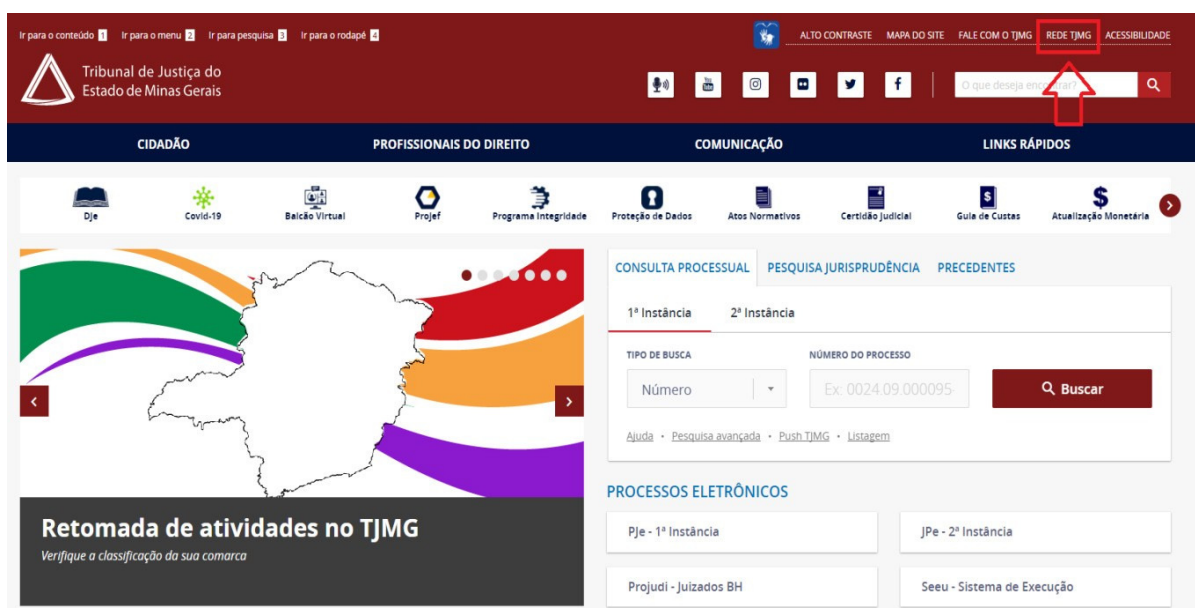 Ir para o conteúdo 1 Ir para o menu 2 Ir para pesquisa 3 Ir para o rodapé 4
ALTO CONTRASTE MAPA DO SITE FALE COM O TJMG REDE TJMG ACESSIBILIDADE
Tribunal de Justiça do
Estado de Minas Gerais
You Tube
O que deseja encontrar?
CIDADÃO PROFISSIONAIS DO DIREITO COMUNICAÇÃO LINKS RÁPIDOS
Dje Covid-19 Balcão Virtual Projef Programa Integridade Proteção de Dados Atos Normativos Certidão Judicial Guia de Custas Atualização Monetária
CONSULTA PROCESSUAL PESQUISA JURISPRUDÊNCIA PRECEDENTES
1ª Instância 2ª Instância
TIPO DE BUSCA NÚMERO DO PROCESSO
Número Ex: 0024.09.000095 Buscar
Ajuda • Pesquisa avançada • Push TJMG • Listagem
PROCESSOS ELETRÔNICOS
PJe - 1ª Instância JPe - 2ª Instância
Projudi - Juizados BH Seeu - Sistema de Execução
Retomada de atividades no TJMG
Verifique a classificação da sua comarca